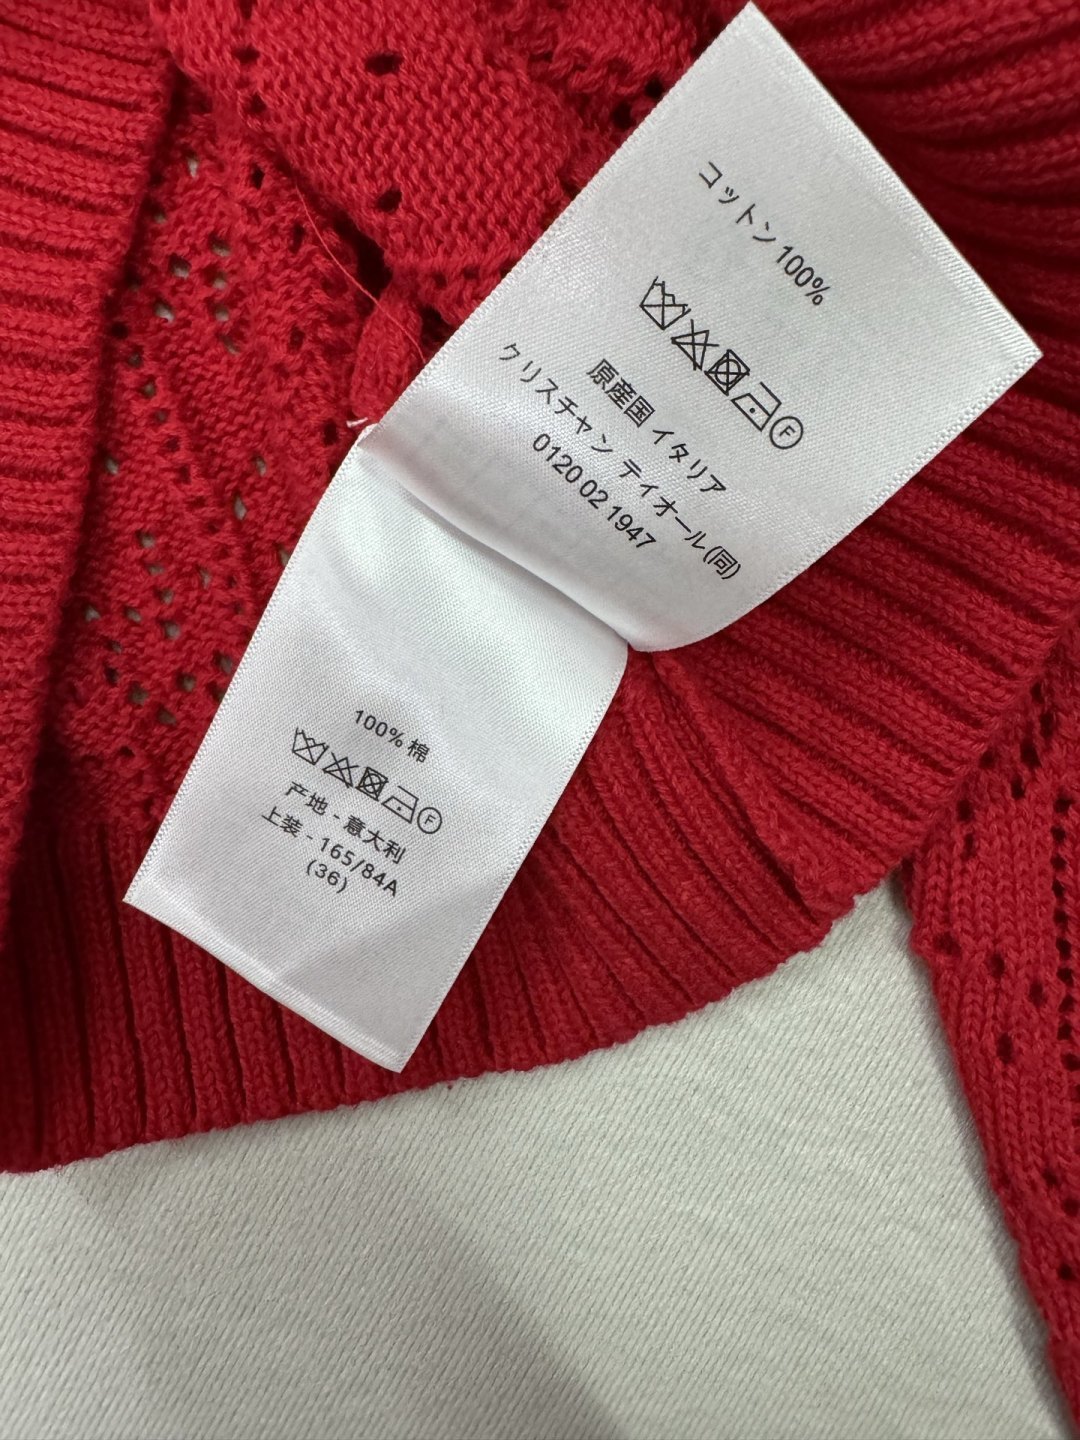 コットン 100%
F
原産国 イタリア
クリスチャン ディオール(同)
0120 02 1947
100% 棉
F
产地 - 意大利
上装 - 165/84A
(36)